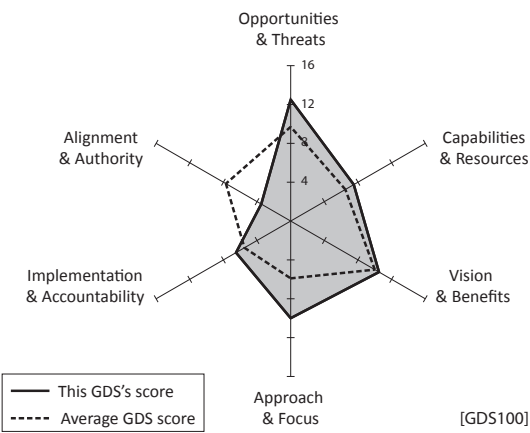 Opportunities
& Threats
16
12
8
4
Alignment
& Authority
Capabilities
& Resources
Implementation
& Accountability
Vision
& Benefits
This GDS's score
Average GDS score
Approach
& Focus
[GDS100]